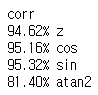 corr
94.62% z
95.16% cos
95.32% sin
81.40% atan2